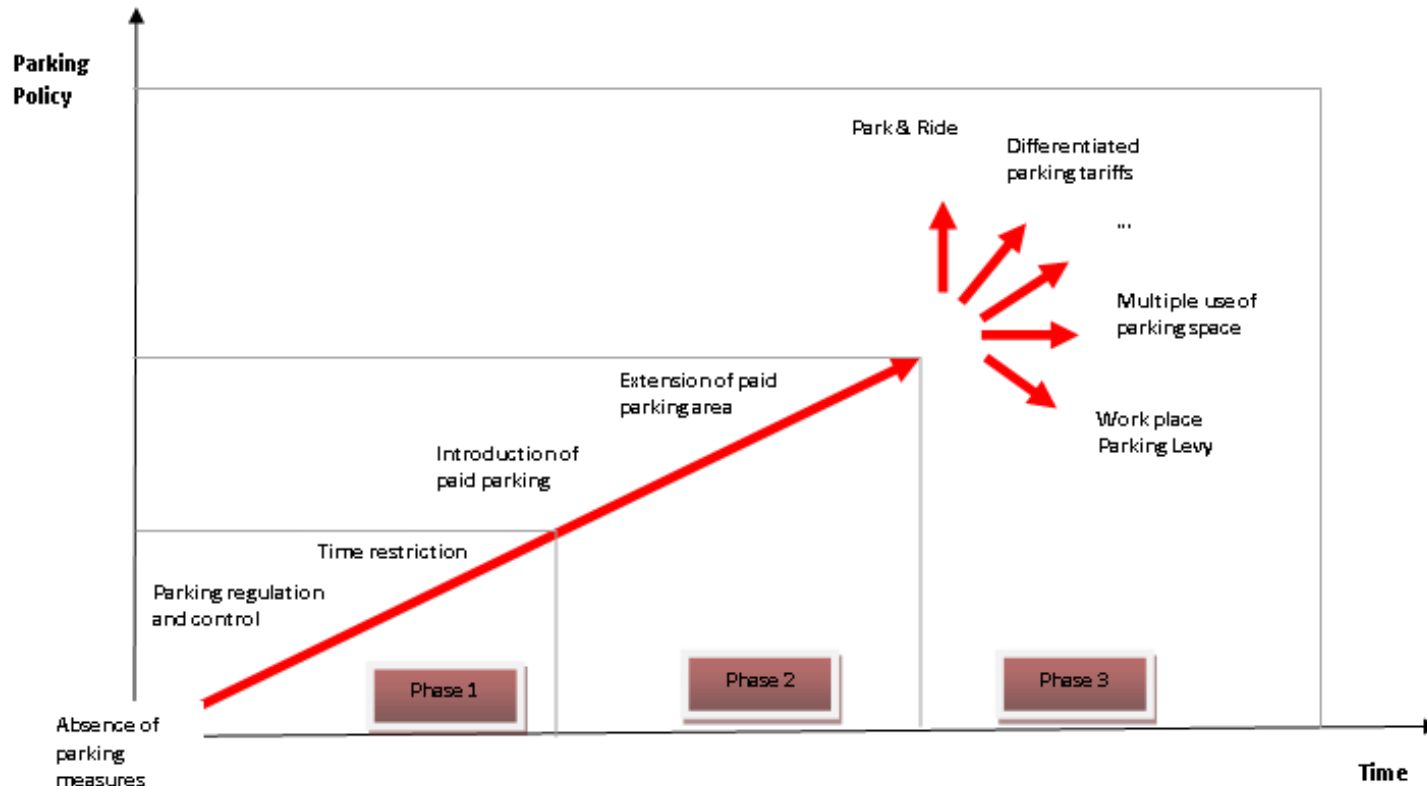 Parking
Policy
Park & Ride
Differentiated
parking tariffs
...
Multiple use of
parking space
Extension of paid
parking area
Work place
Parking Levy
Introduction of
paid parking
Time restriction
Parking regulation
and control
Phase 1
Phase 2
Phase 3
Absence of
parking
measures
Time